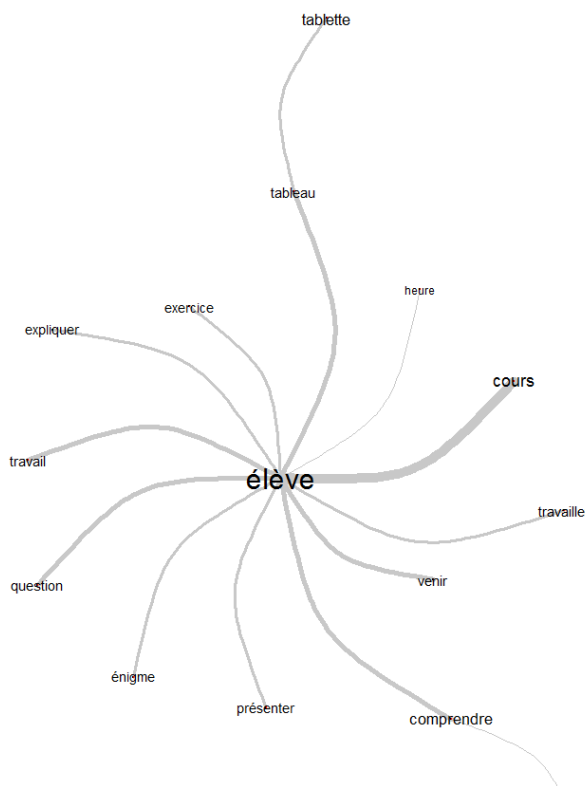 tablette
tableau
heure
exercice
expliquer
cours
travail
élève
travaille
venir
question
énigme
présenter
comprendre